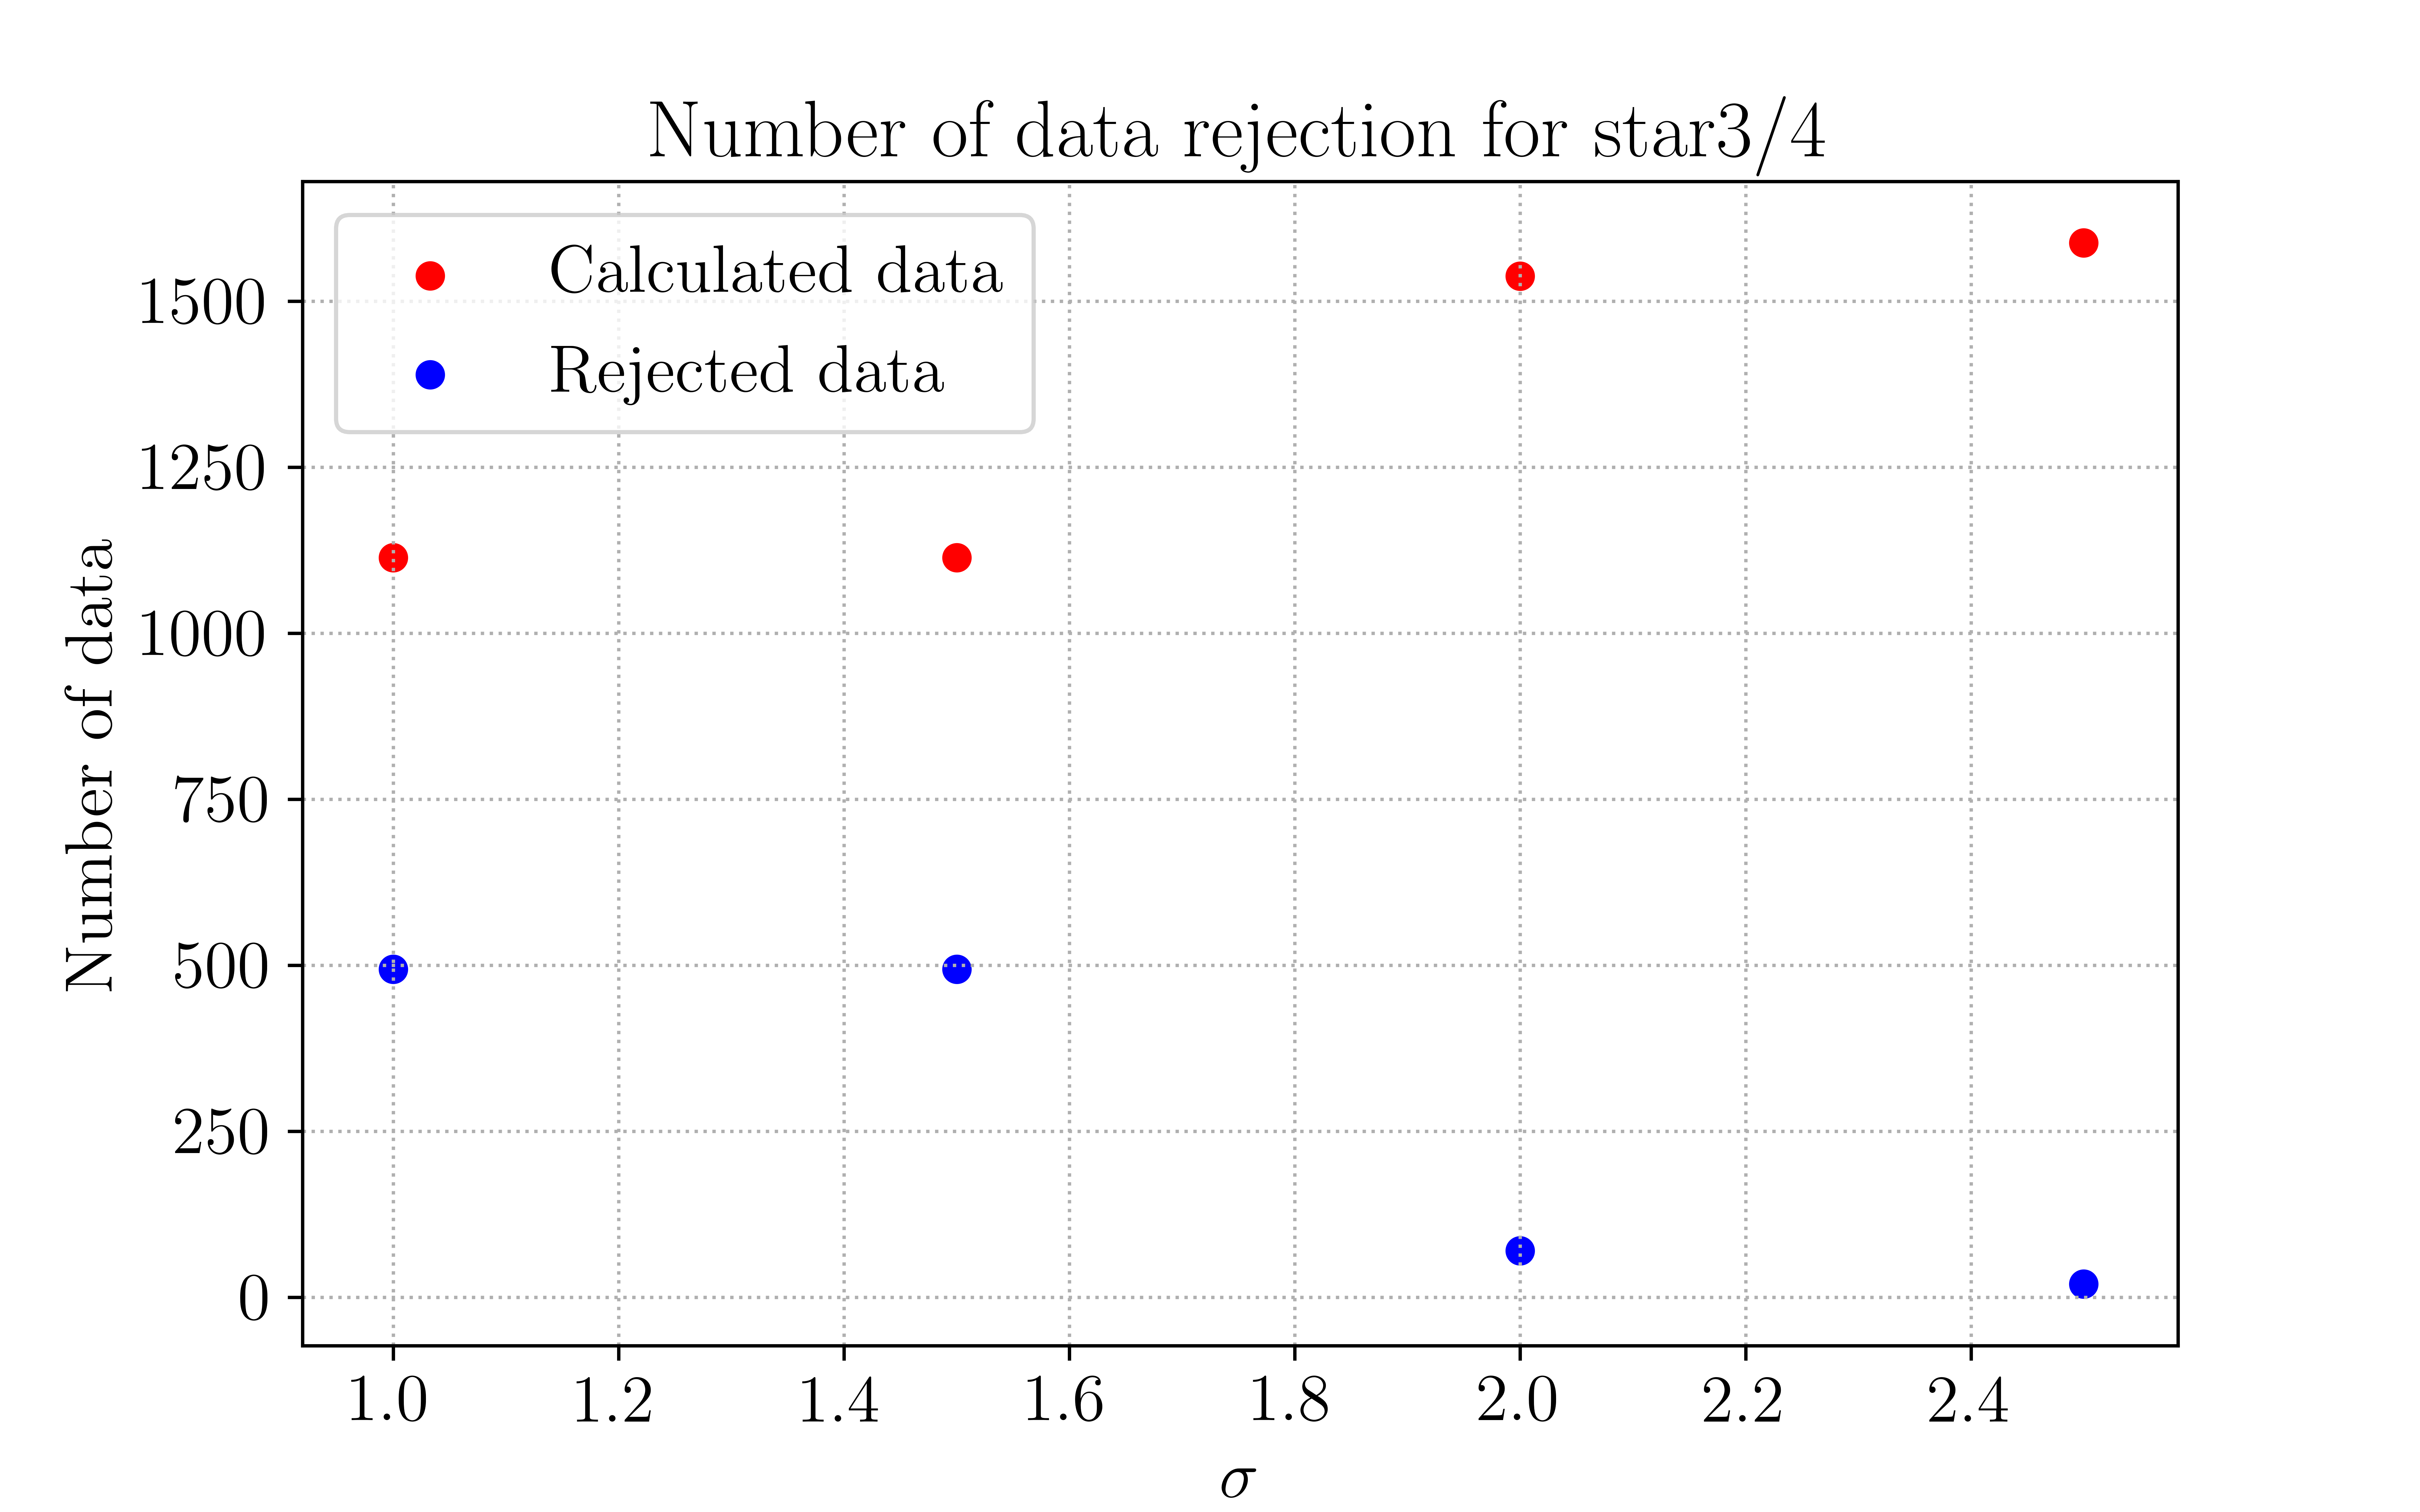 Number of data rejection for star3/4
Calculated data
Rejected data
Number of data
1500
1250
1000
750
500
250
0
1.0 1.2 1.4 1.6 1.8 2.0 2.2 2.4
σ